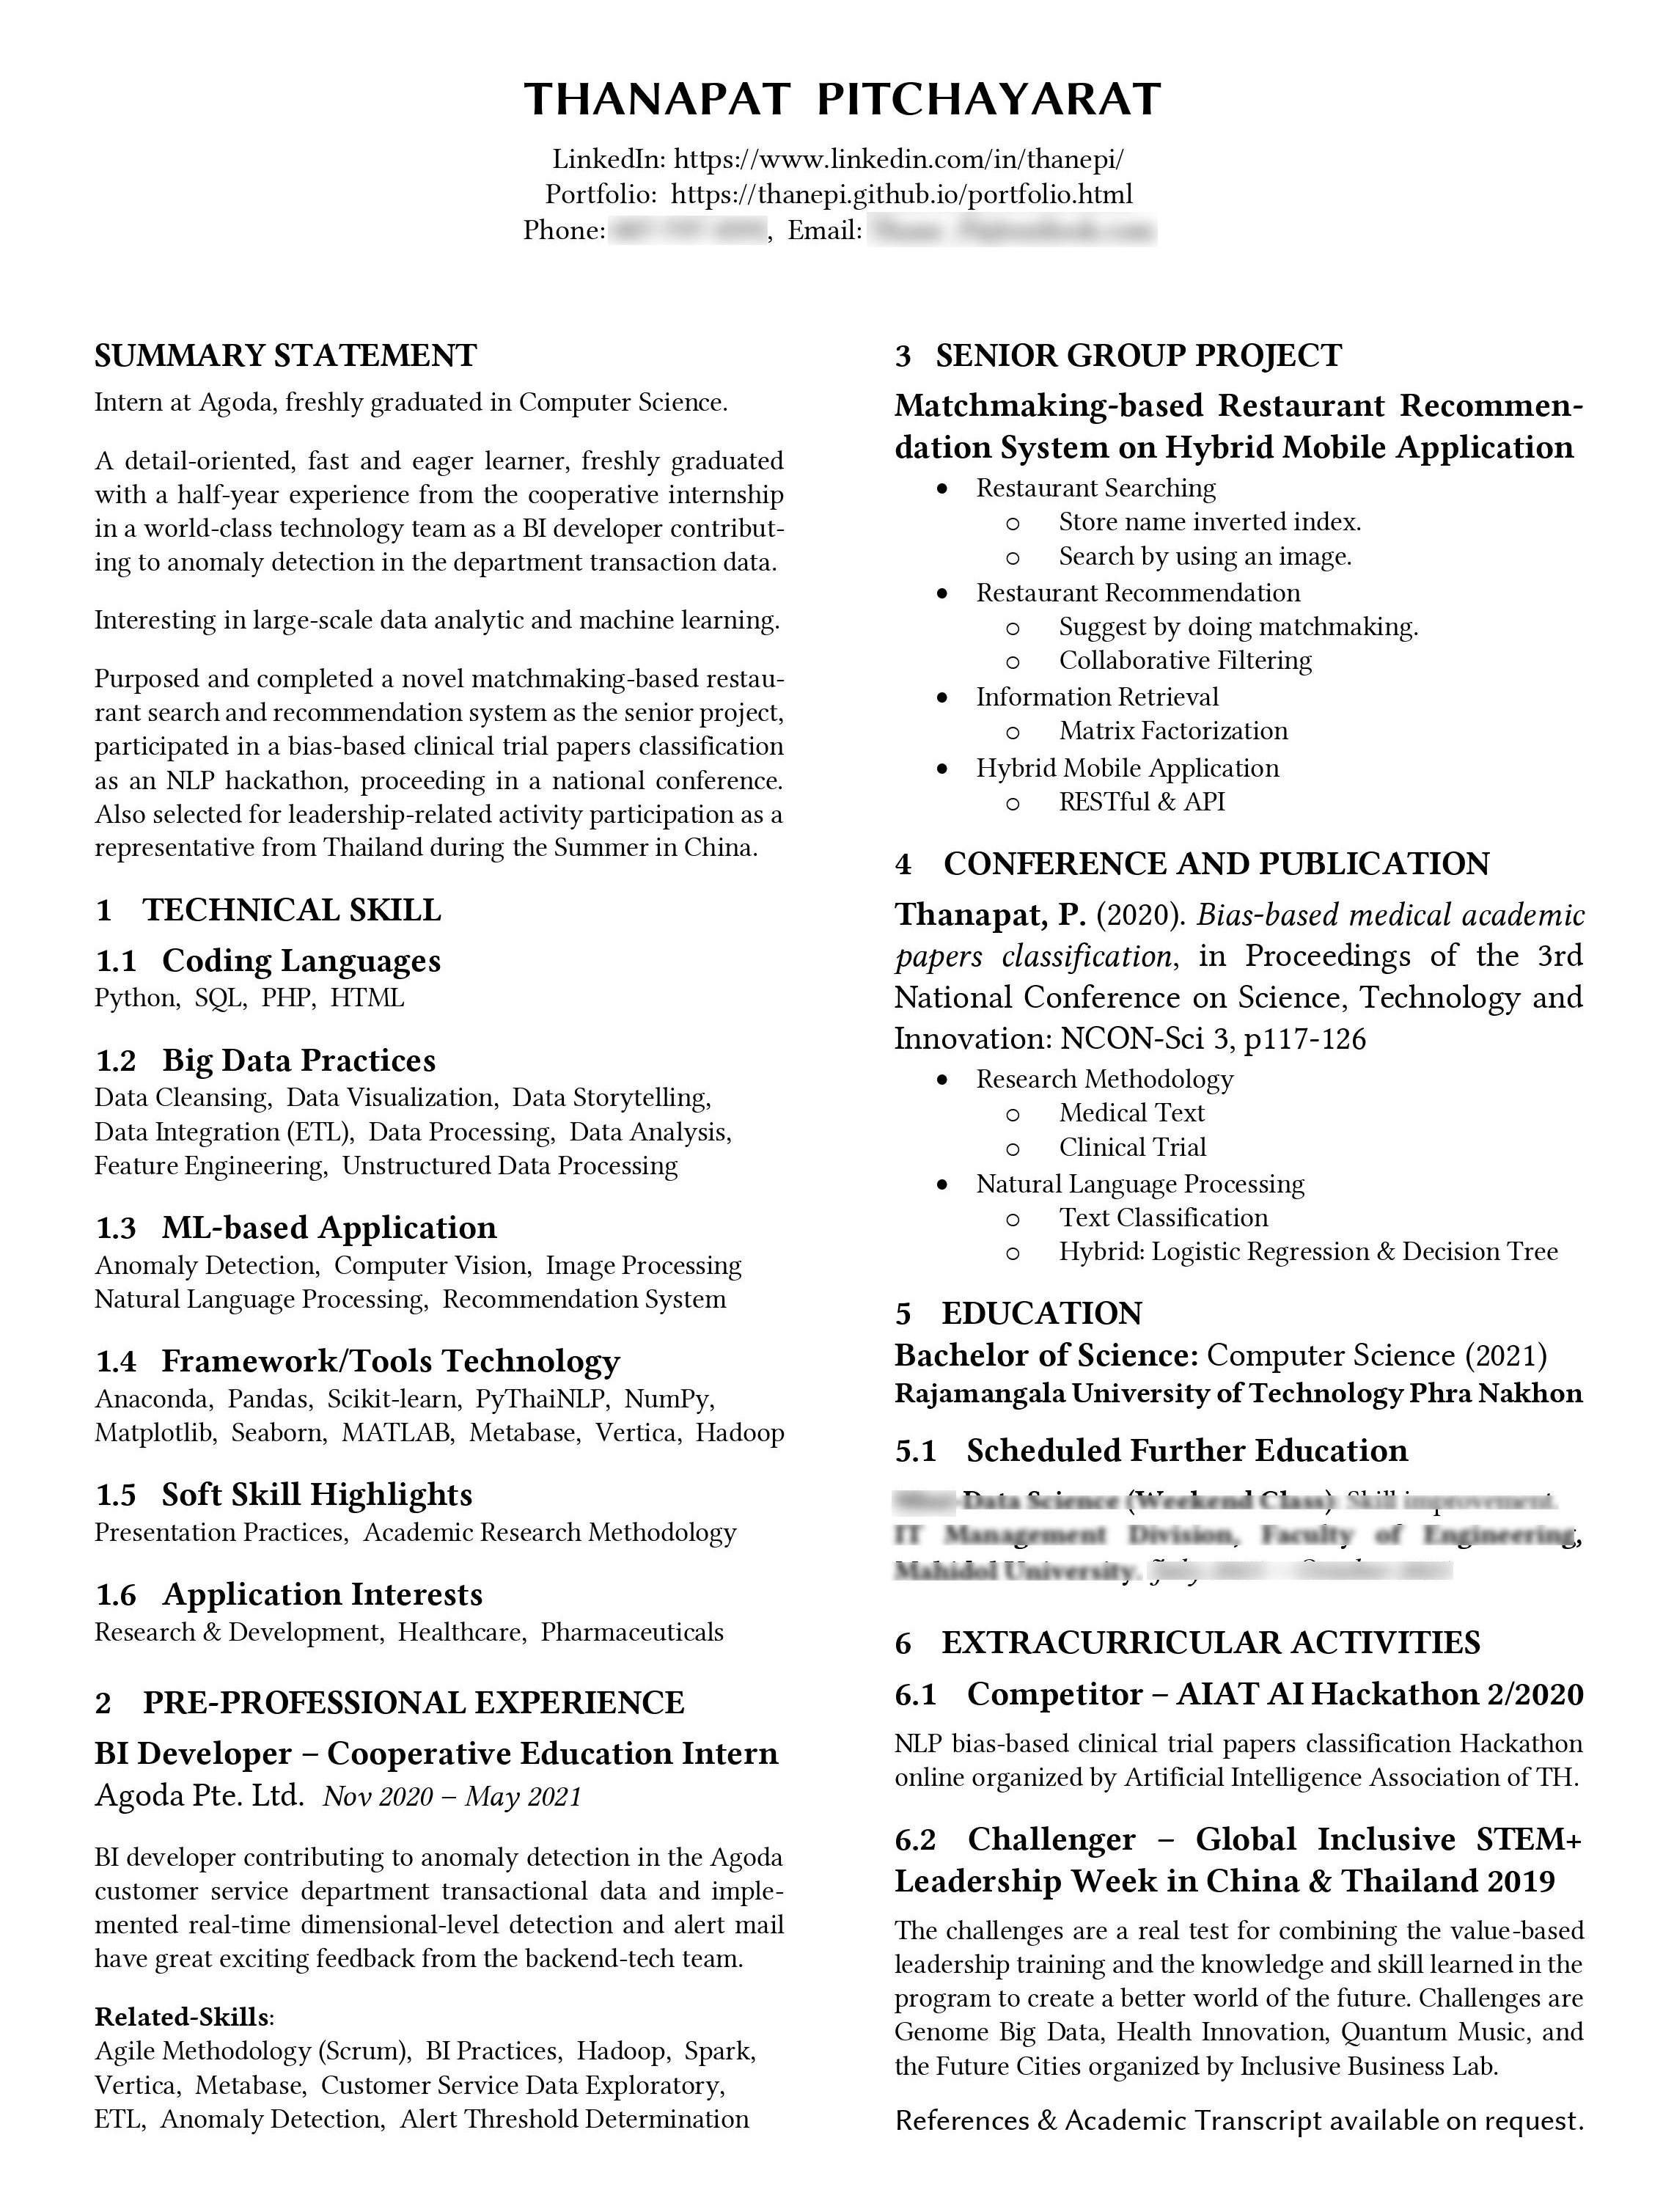 THANAPAT PITCHAYARAT
LinkedIn: https://www.linkedin.com/in/thanepi/
Portfolio: https://thanepi.github.io/portfolio.html
Phone: , Email:
SUMMARY STATEMENT
Intern at Agoda, freshly graduated in Computer Science.
A detail-oriented, fast and eager learner, freshly graduated
with a half-year experience from the cooperative internship
in a world-class technology team as a BI developer contribut-
ing to anomaly detection in the department transaction data.
Interesting in large-scale data analytic and machine learning.
Purposed and completed a novel matchmaking-based restau-
rant search and recommendation system as the senior project,
participated in a bias-based clinical trial papers classification
as an NLP hackathon, proceeding in a national conference.
Also selected for leadership-related activity participation as a
representative from Thailand during the Summer in China.
1 TECHNICAL SKILL
1.1 Coding Languages
Python, SQL, PHP, HTML
1.2 Big Data Practices
Data Cleansing, Data Visualization, Data Storytelling,
Data Integration (ETL), Data Processing, Data Analysis,
Feature Engineering, Unstructured Data Processing
1.3 ML-based Application
Anomaly Detection, Computer Vision, Image Processing
Natural Language Processing, Recommendation System
1.4 Framework/Tools Technology
Anaconda, Pandas, Scikit-learn, PyThaiNLP, NumPy,
Matplotlib, Seaborn, MATLAB, Metabase, Vertica, Hadoop
1.5 Soft Skill Highlights
Presentation Practices, Academic Research Methodology
1.6 Application Interests
Research & Development, Healthcare, Pharmaceuticals
2 PRE-PROFESSIONAL EXPERIENCE
BI Developer – Cooperative Education Intern
Agoda Pte. Ltd. Nov 2020 – May 2021
BI developer contributing to anomaly detection in the Agoda
customer service department transactional data and imple-
mented real-time dimensional-level detection and alert mail
have great exciting feedback from the backend-tech team.
Related-Skills:
Agile Methodology (Scrum), BI Practices, Hadoop, Spark,
Vertica, Metabase, Customer Service Data Exploratory,
ETL, Anomaly Detection, Alert Threshold Determination
3 SENIOR GROUP PROJECT
Matchmaking-based Restaurant Recommen-
dation System on Hybrid Mobile Application
• Restaurant Searching
o Store name inverted index.
o Search by using an image.
• Restaurant Recommendation
o Suggest by doing matchmaking.
o Collaborative Filtering
• Information Retrieval
o Matrix Factorization
• Hybrid Mobile Application
o RESTful & API
4 CONFERENCE AND PUBLICATION
Thanapat, P. (2020). Bias-based medical academic
papers classification, in Proceedings of the 3rd
National Conference on Science, Technology and
Innovation: NCON-Sci 3, p117-126
• Research Methodology
o Medical Text
o Clinical Trial
• Natural Language Processing
o Text Classification
o Hybrid: Logistic Regression & Decision Tree
5 EDUCATION
Bachelor of Science: Computer Science (2021)
Rajamangala University of Technology Phra Nakhon
5.1 Scheduled Further Education
Data Science (Weekend Class) Skill improvement.
IT Management Division, Faculty of Engineering,
Mahidol University.
6 EXTRACURRICULAR ACTIVITIES
6.1 Competitor – AIAT AI Hackathon 2/2020
NLP bias-based clinical trial papers classification Hackathon
online organized by Artificial Intelligence Association of TH.
6.2 Challenger – Global Inclusive STEM+
Leadership Week in China & Thailand 2019
The challenges are a real test for combining the value-based
leadership training and the knowledge and skill learned in the
program to create a better world of the future. Challenges are
Genome Big Data, Health Innovation, Quantum Music, and
the Future Cities organized by Inclusive Business Lab.
References & Academic Transcript available on request.